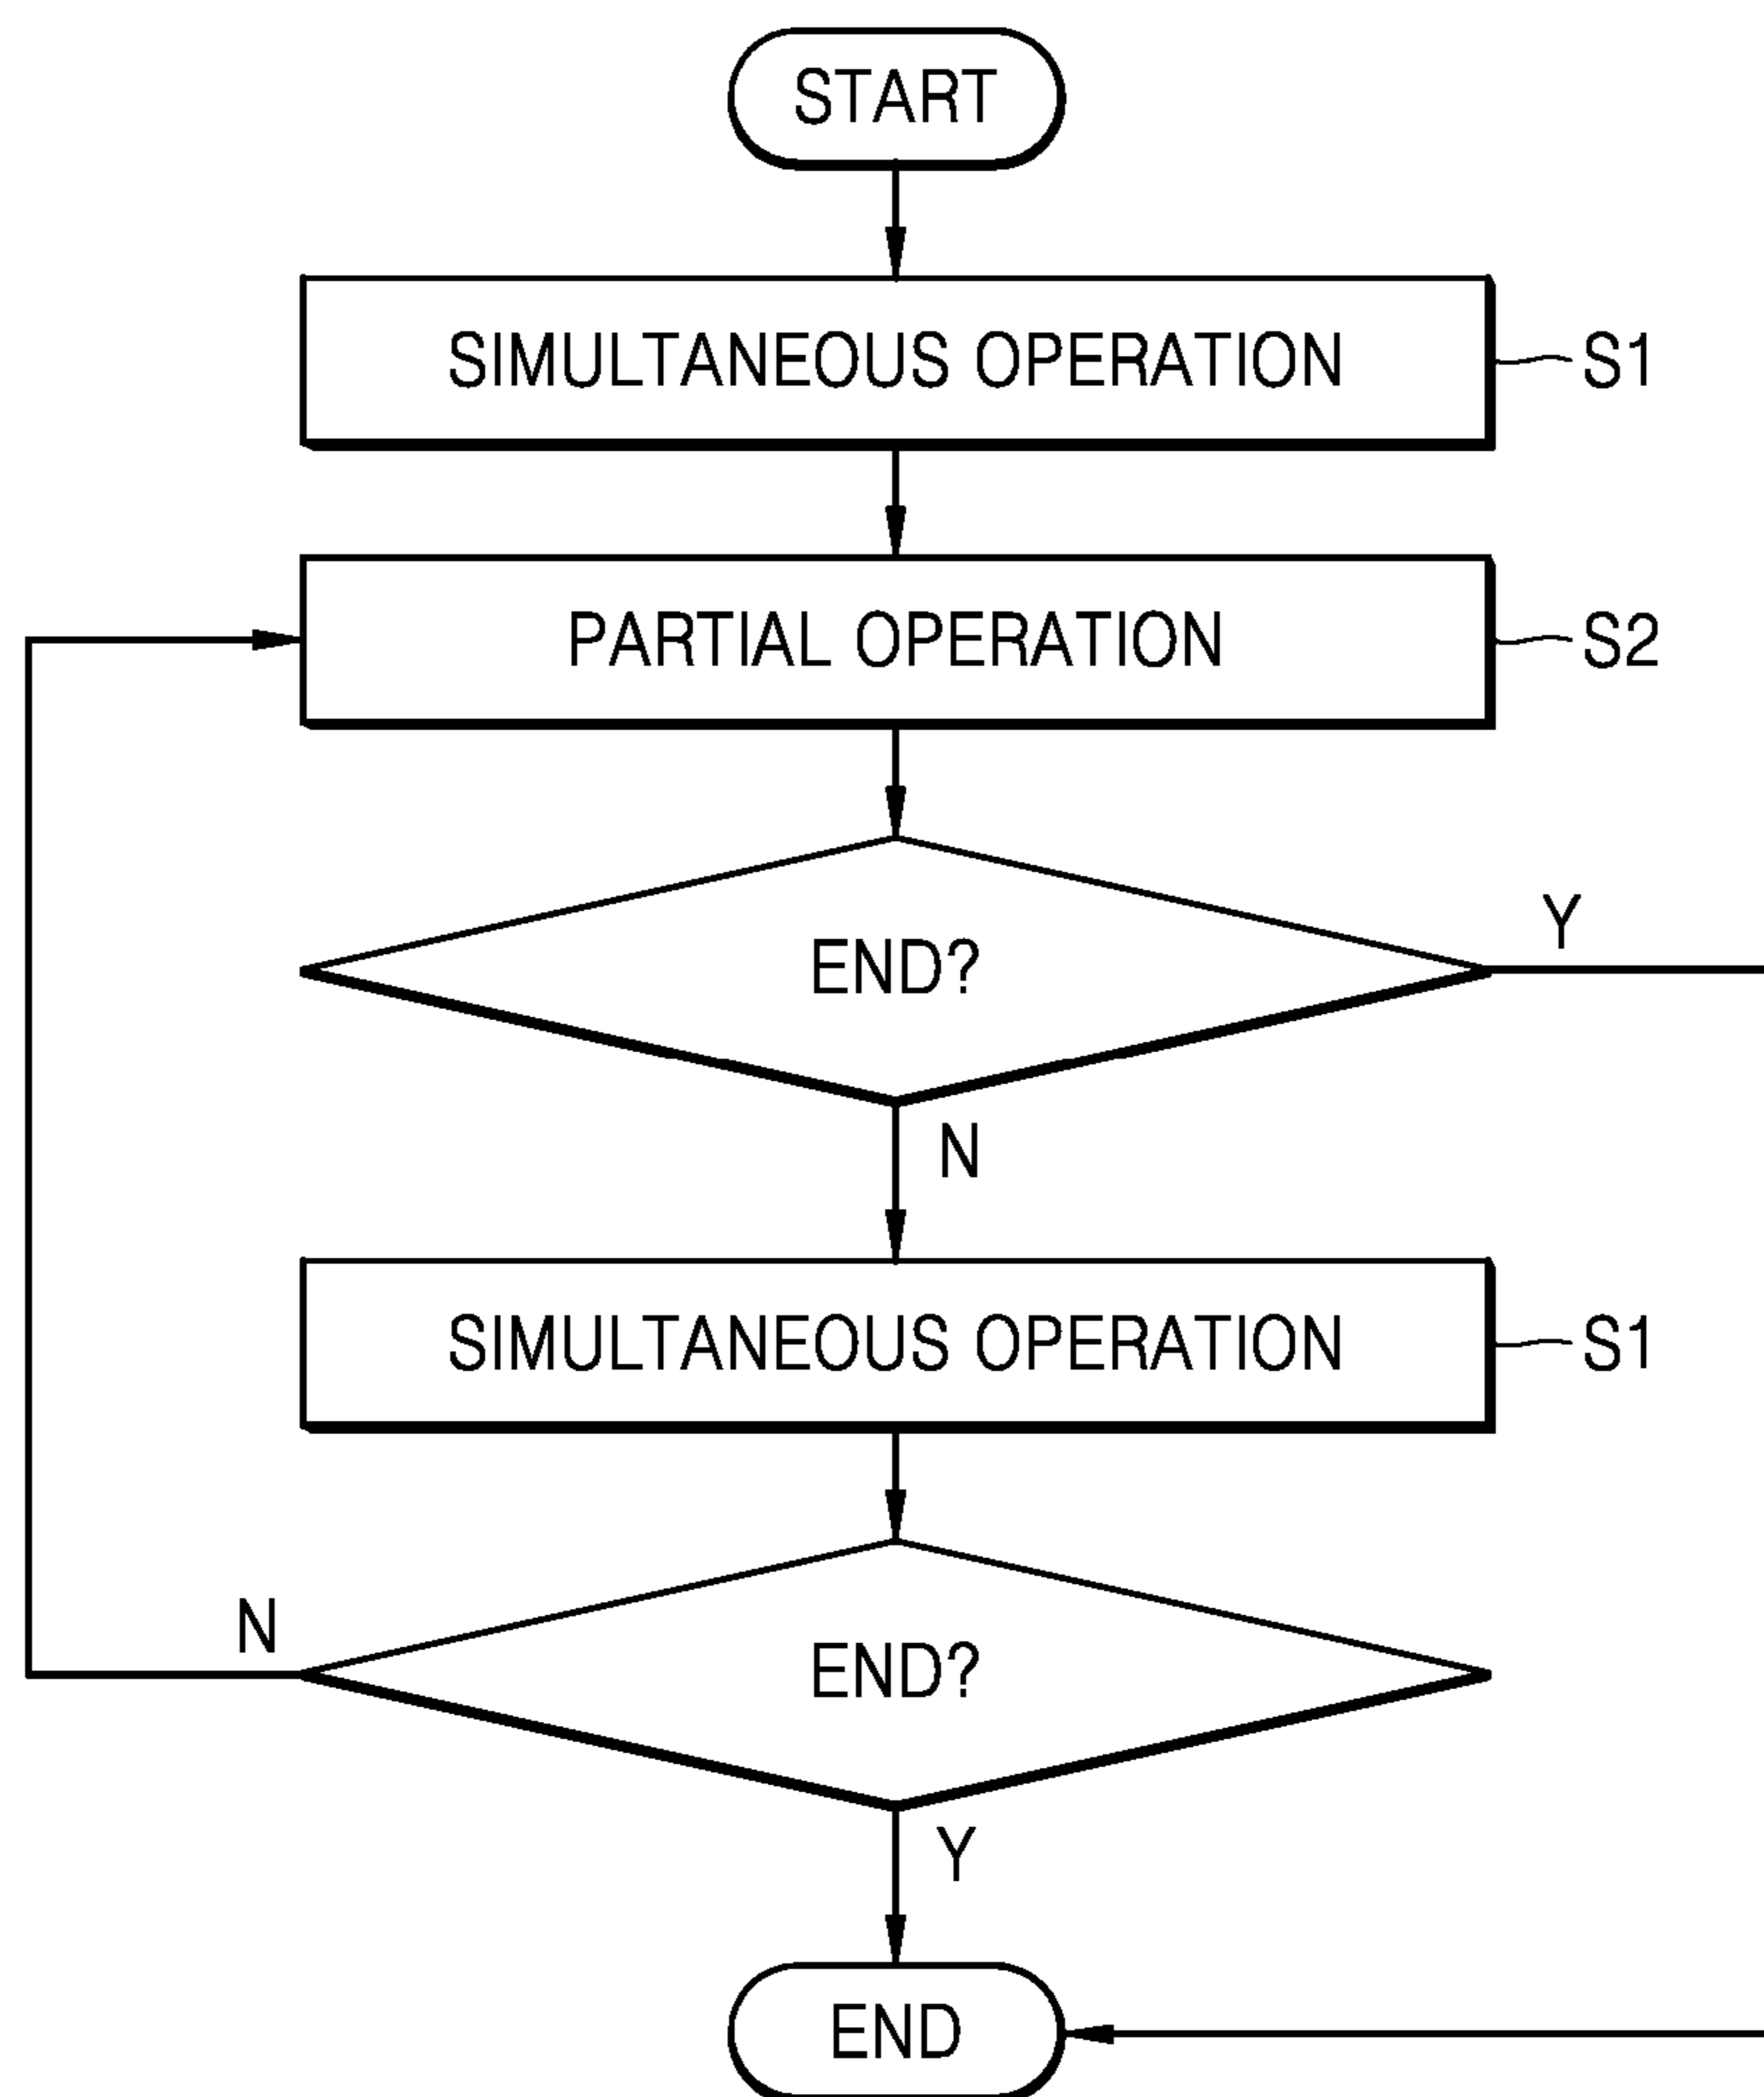 START
SIMULTANEOUS OPERATION
S1
PARTIAL OPERATION
S2
END?
Y
N
SIMULTANEOUS OPERATION
S1
END?
N
Y
END